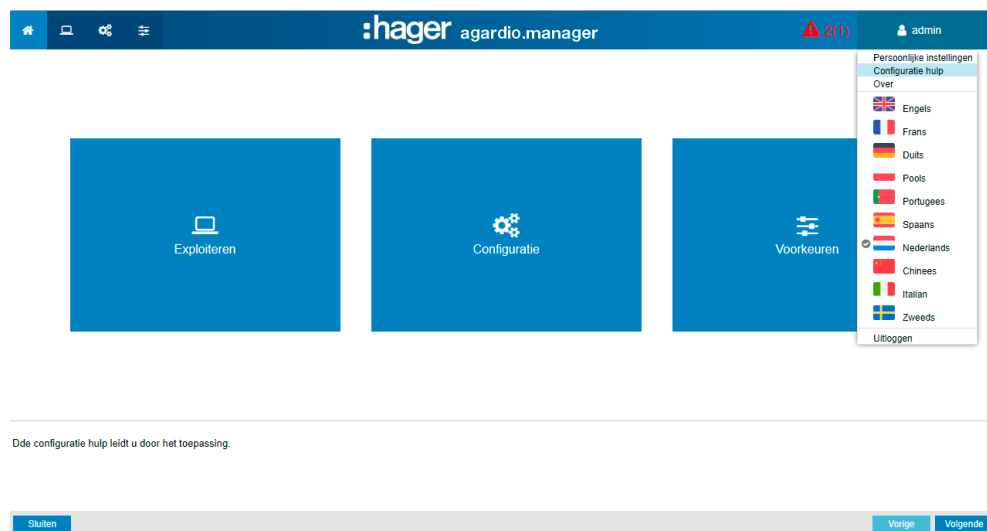 :hager agardio.manager
2(1)
admin
Persoonlijke instellingen
Configuratie hulp
Over
Engels
Frans
Duits
Pools
Portugees
Spaans
Nederlands
Chinees
Italian
Zweeds
Uitloggen
Exploiteren
Configuratie
Voorkeuren
Dde configuratie hulp leidt u door het toepassing.
Sluiten
Vorige
Volgende